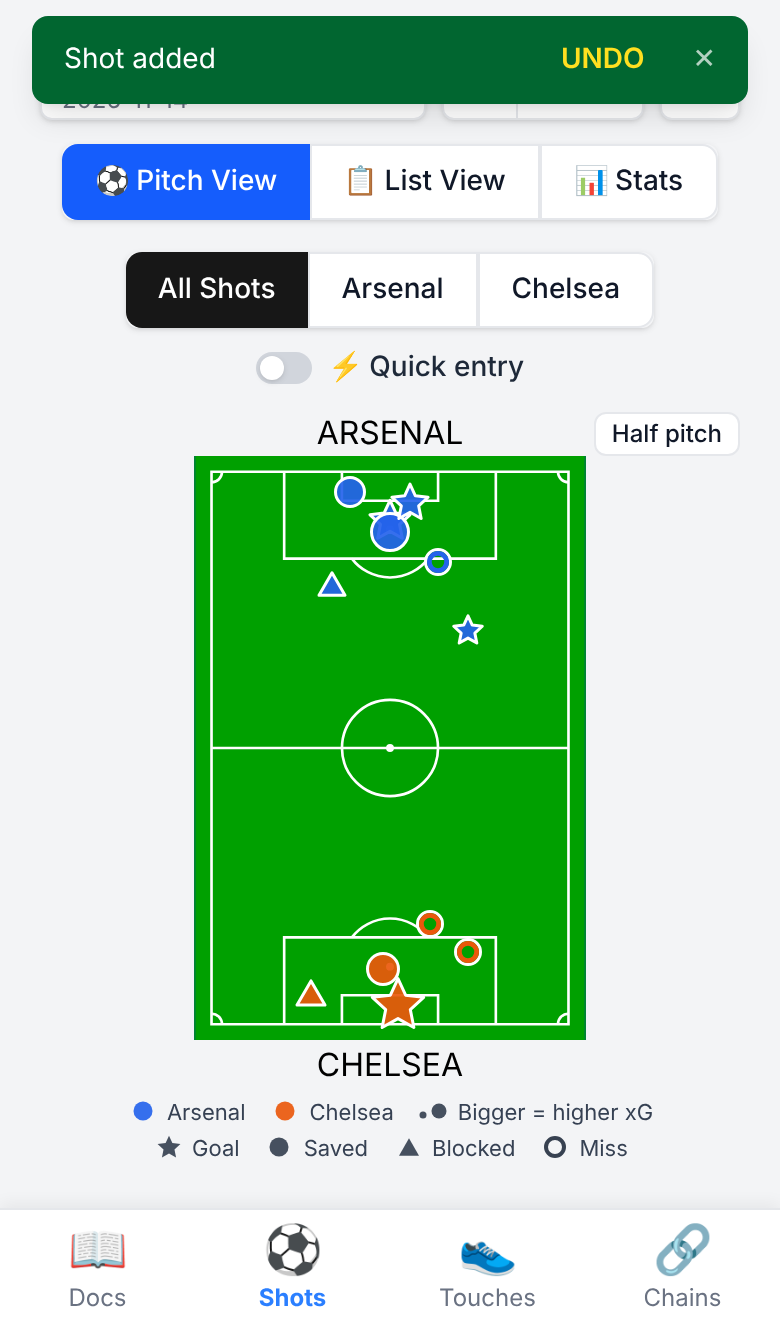 Shot added UNDO ✕
⚽ Pitch View 📋 List View 📊 Stats
All Shots Arsenal Chelsea
⚡ Quick entry
ARSENAL Half pitch
CHELSEA
Arsenal Chelsea Bigger = higher xG
Goal Saved Blocked Miss
Docs Shots Touches Chains